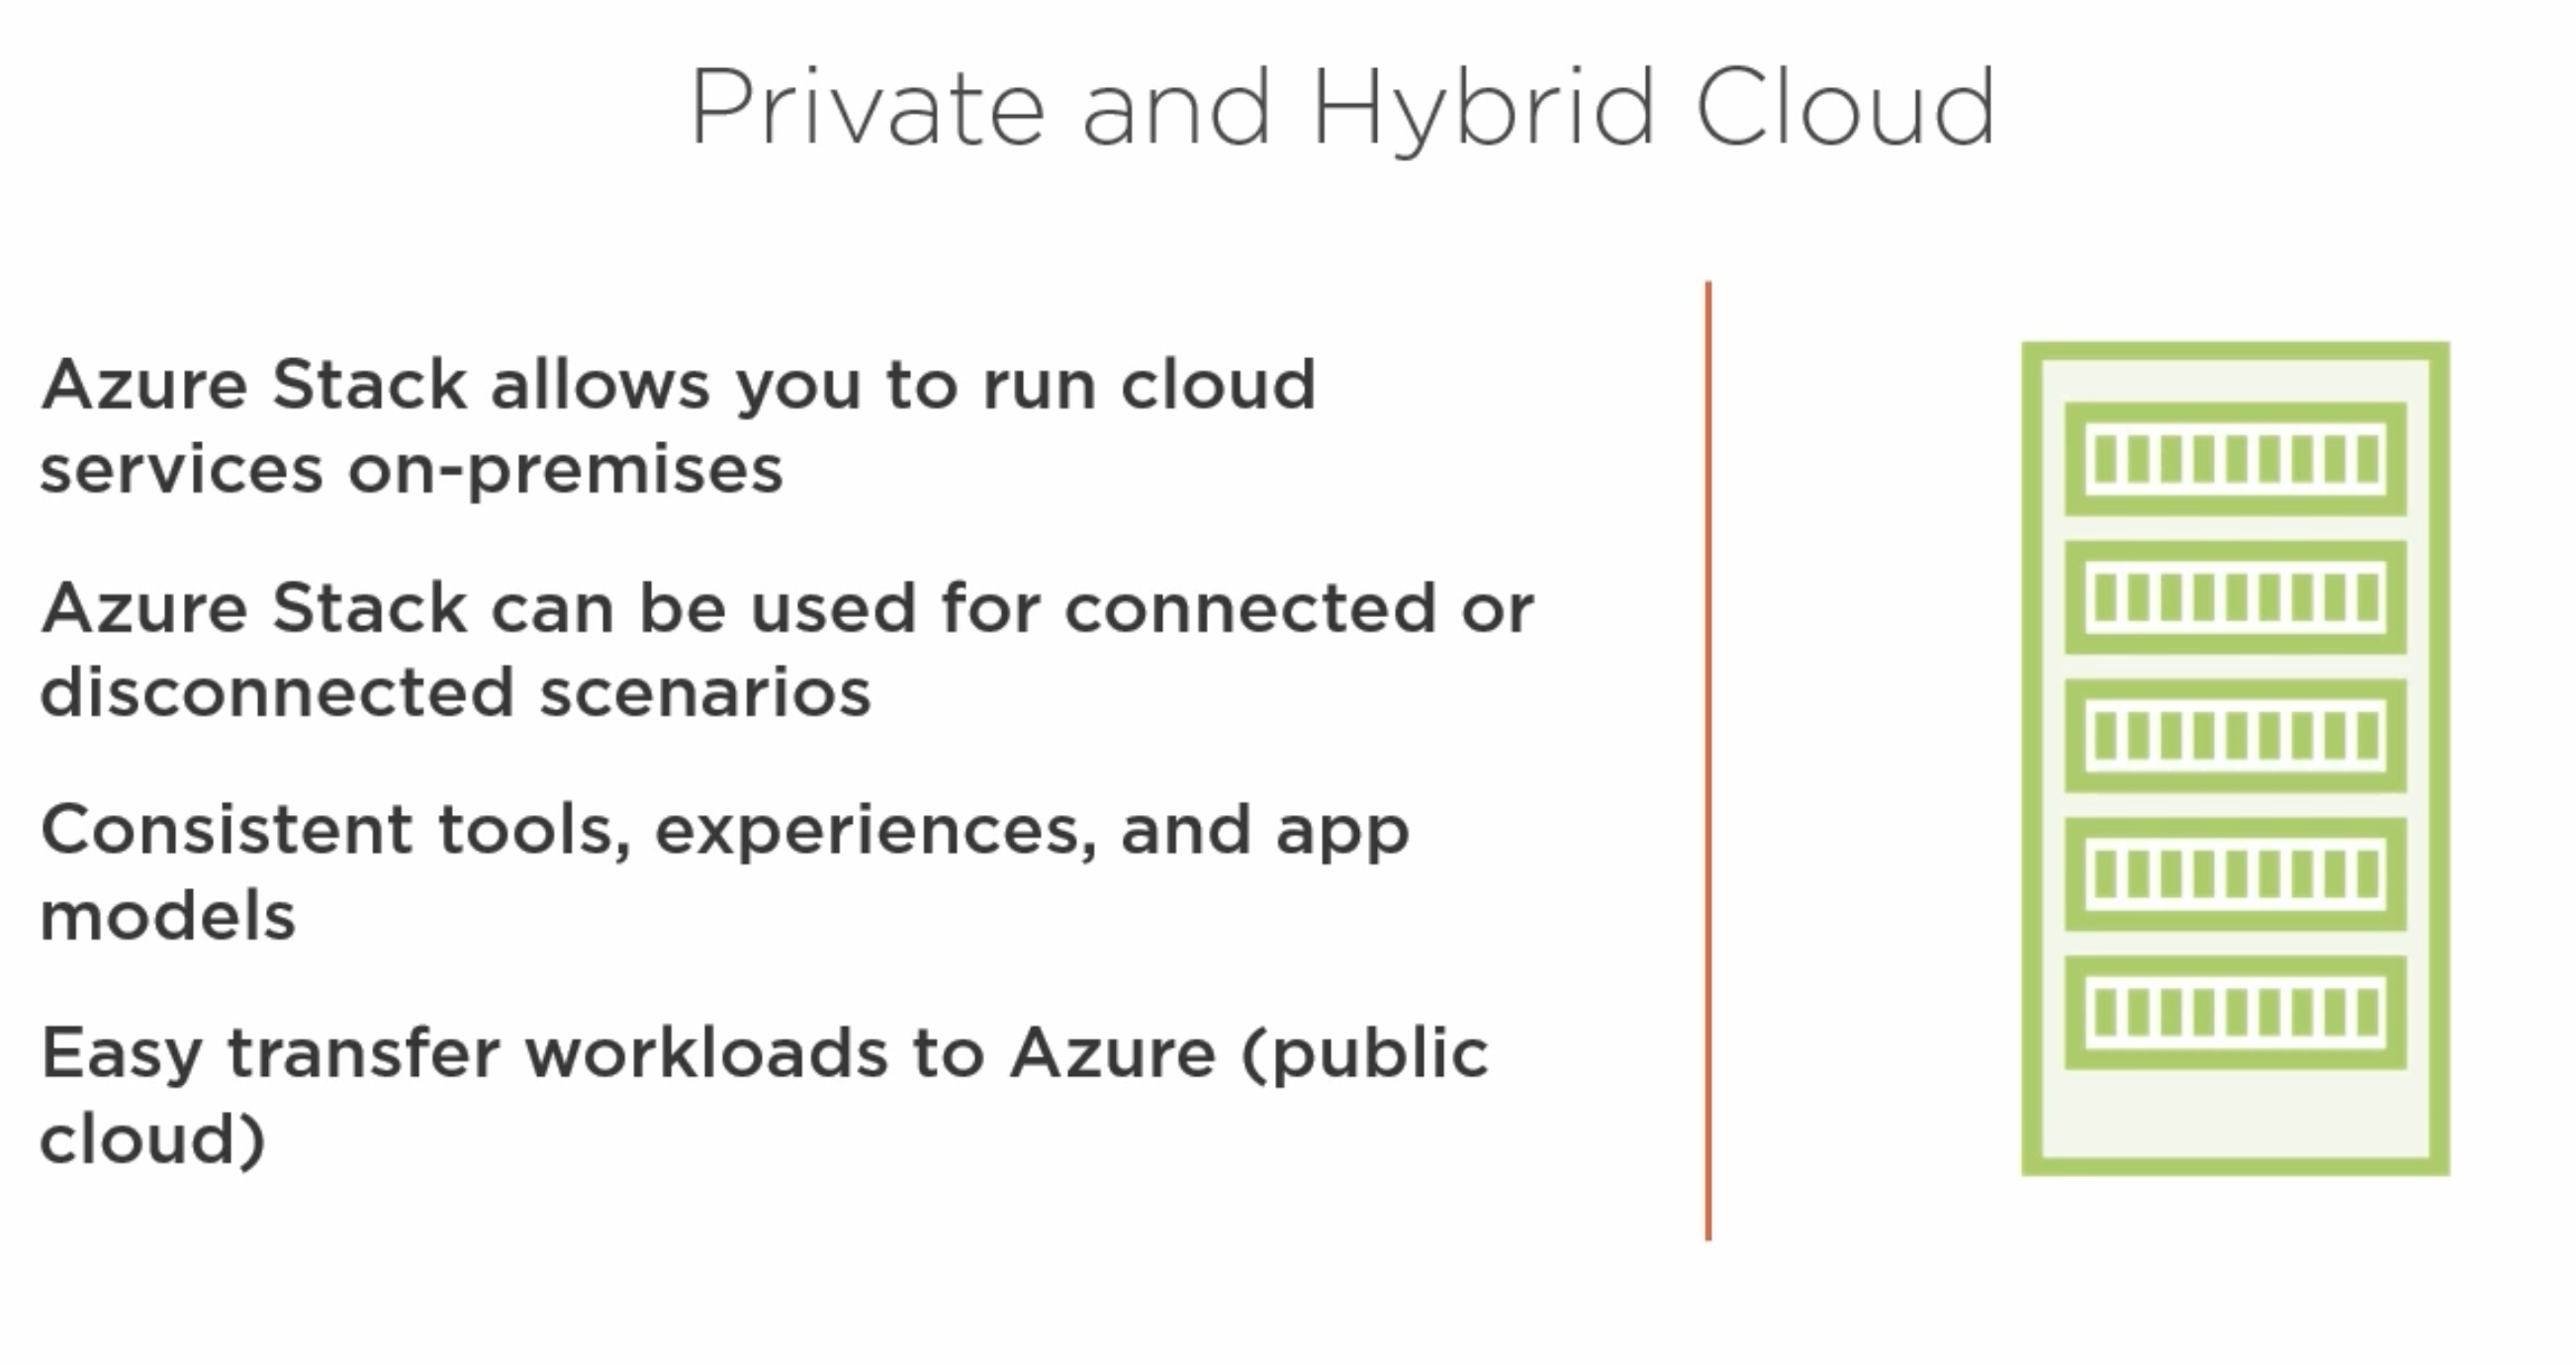 Private and Hybrid Cloud
Azure Stack allows you to run cloud
services on-premises
Azure Stack can be used for connected or
disconnected scenarios
Consistent tools, experiences, and app
models
Easy transfer workloads to Azure (public
cloud)